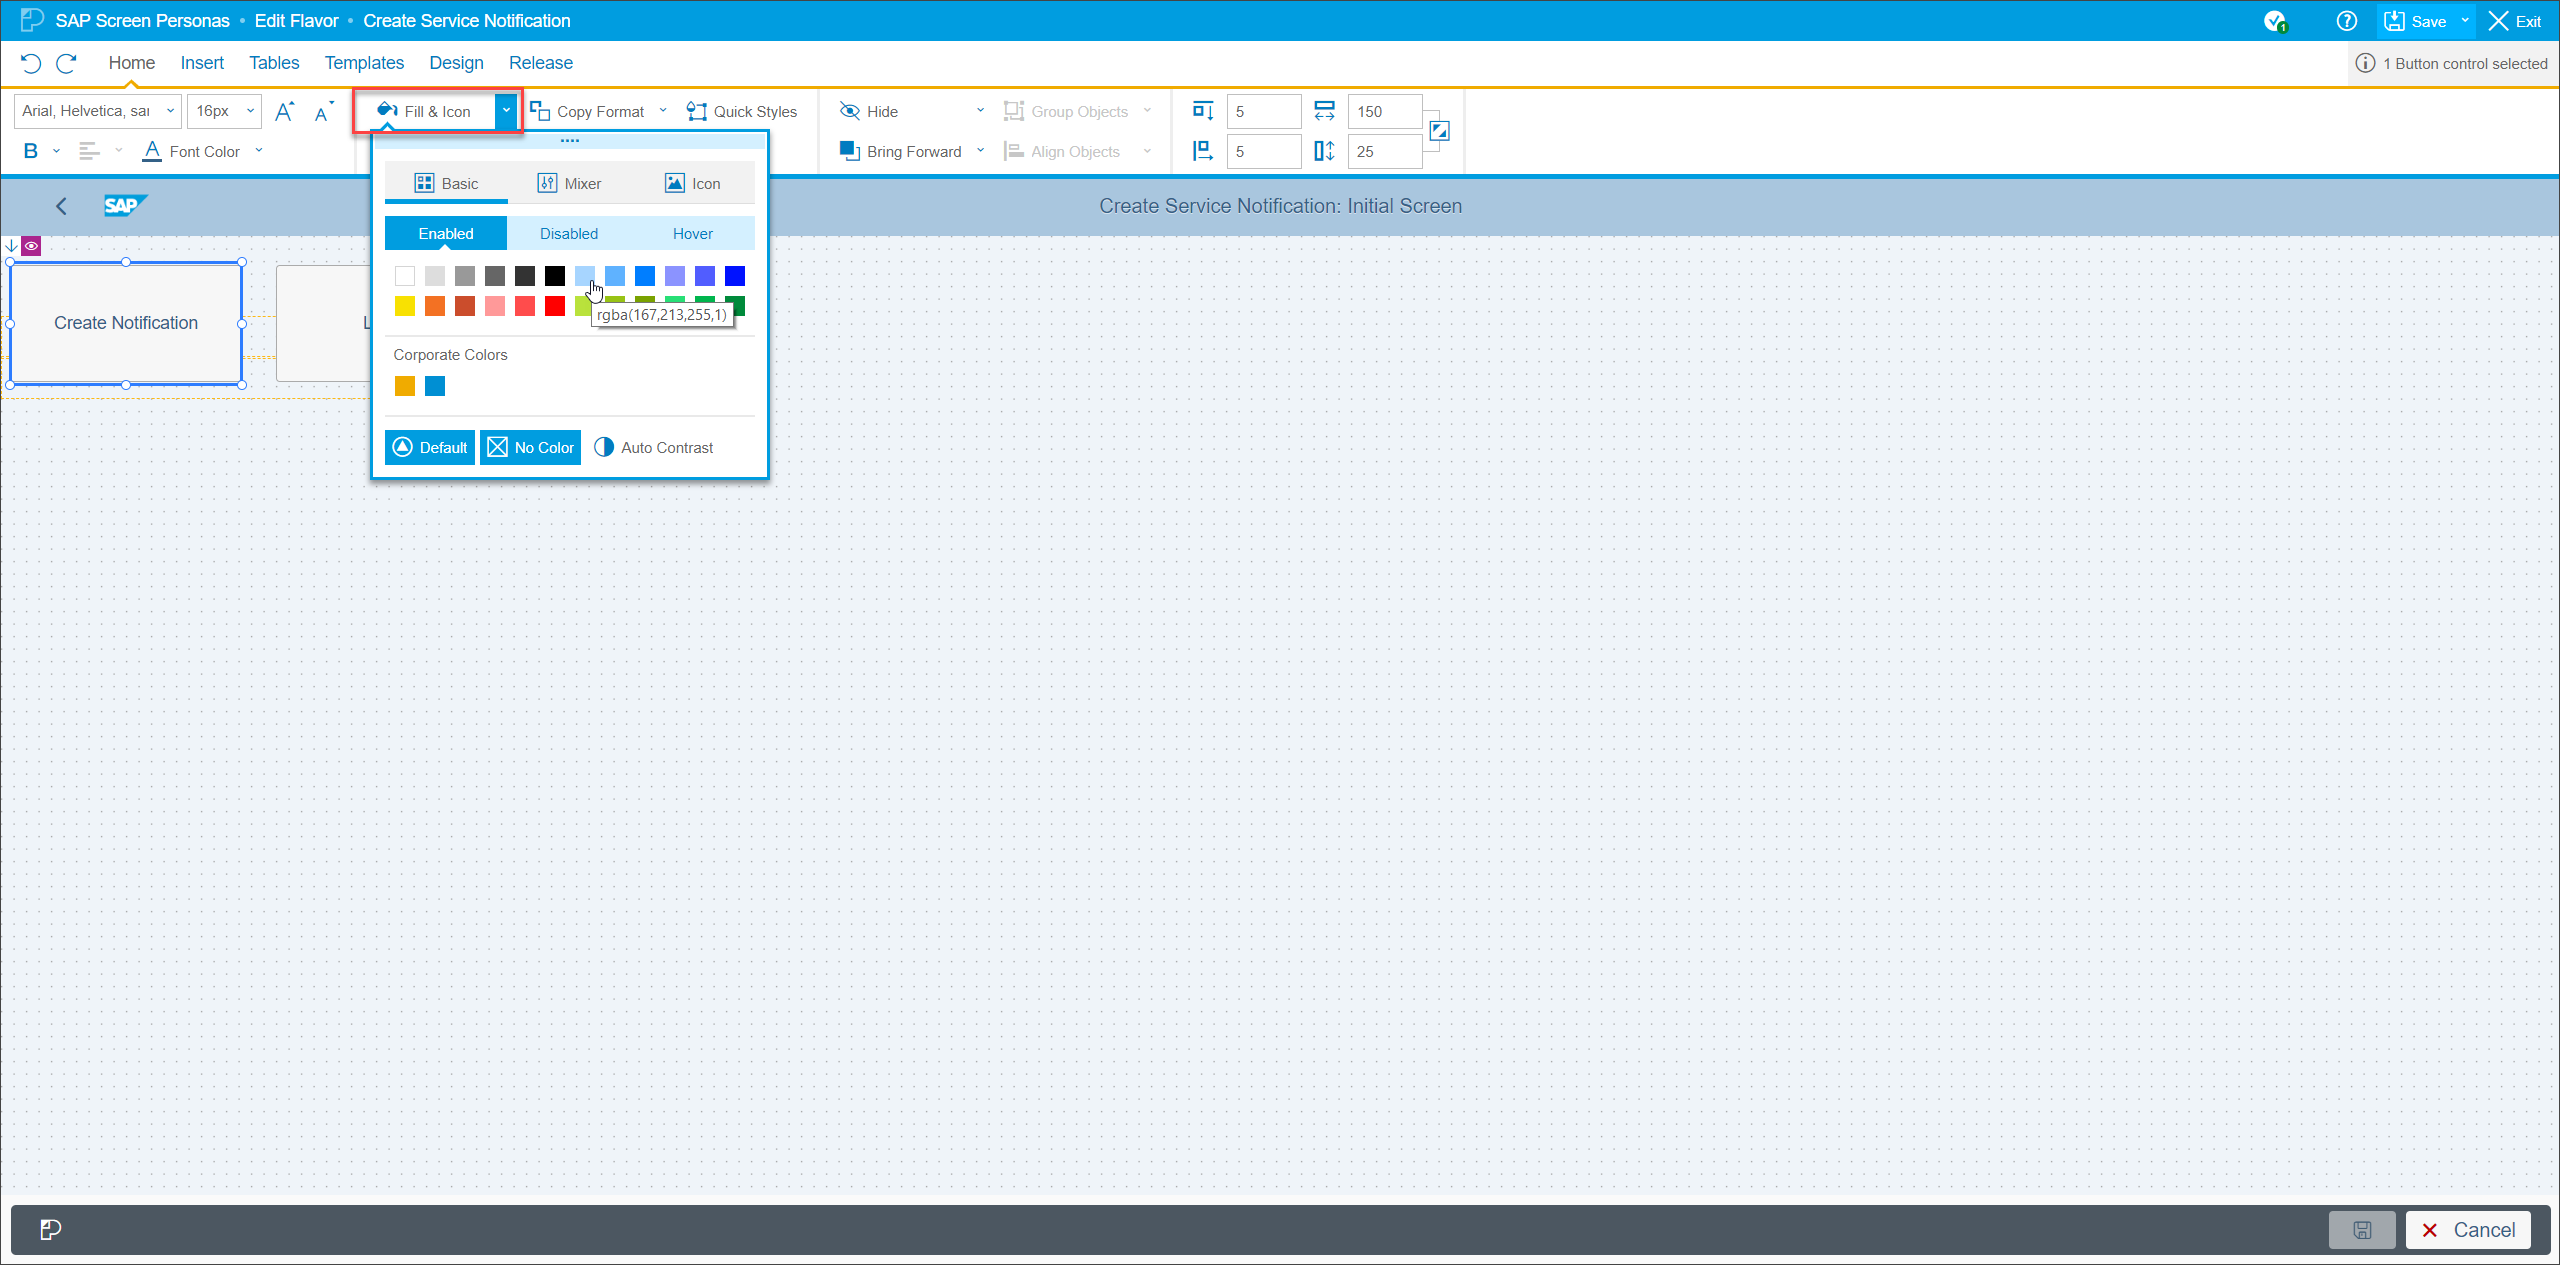 SAP Screen Personas • Edit Flavor • Create Service Notification
1
Save
Exit
Home Insert Tables Templates Design Release
1 Button control selected
Arial, Helvetica, sa
16px
Fill & Icon
Copy Format
Quick Styles
Hide
Group Objects
5
150
B
Font Color
Bring Forward
Align Objects
5
25
Basic
Mixer
Icon
SAP
Create Service Notification: Initial Screen
Enabled
Disabled
Hover
Create Notification
L
rgba(167,213,255,1)
Corporate Colors
Default
No Color
Auto Contrast
Cancel